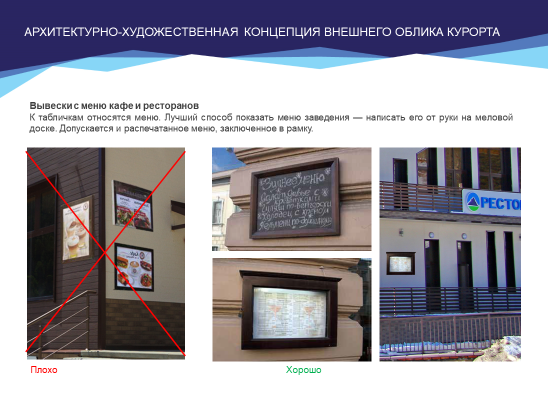 АРХИТЕКТУРНО-ХУДОЖЕСТВЕННАЯ КОНЦЕПЦИЯ ВНЕШНЕГО ОБЛИКА КУРОРТА
Вывески с меню кафе и ресторанов
К табличкам относятся меню. Лучший способ показать меню заведения — написать его от руки на меловой
доске. Допускается и распечатанное меню, заключенное в рамку.
РЕСТО
Плохо
Хорошо